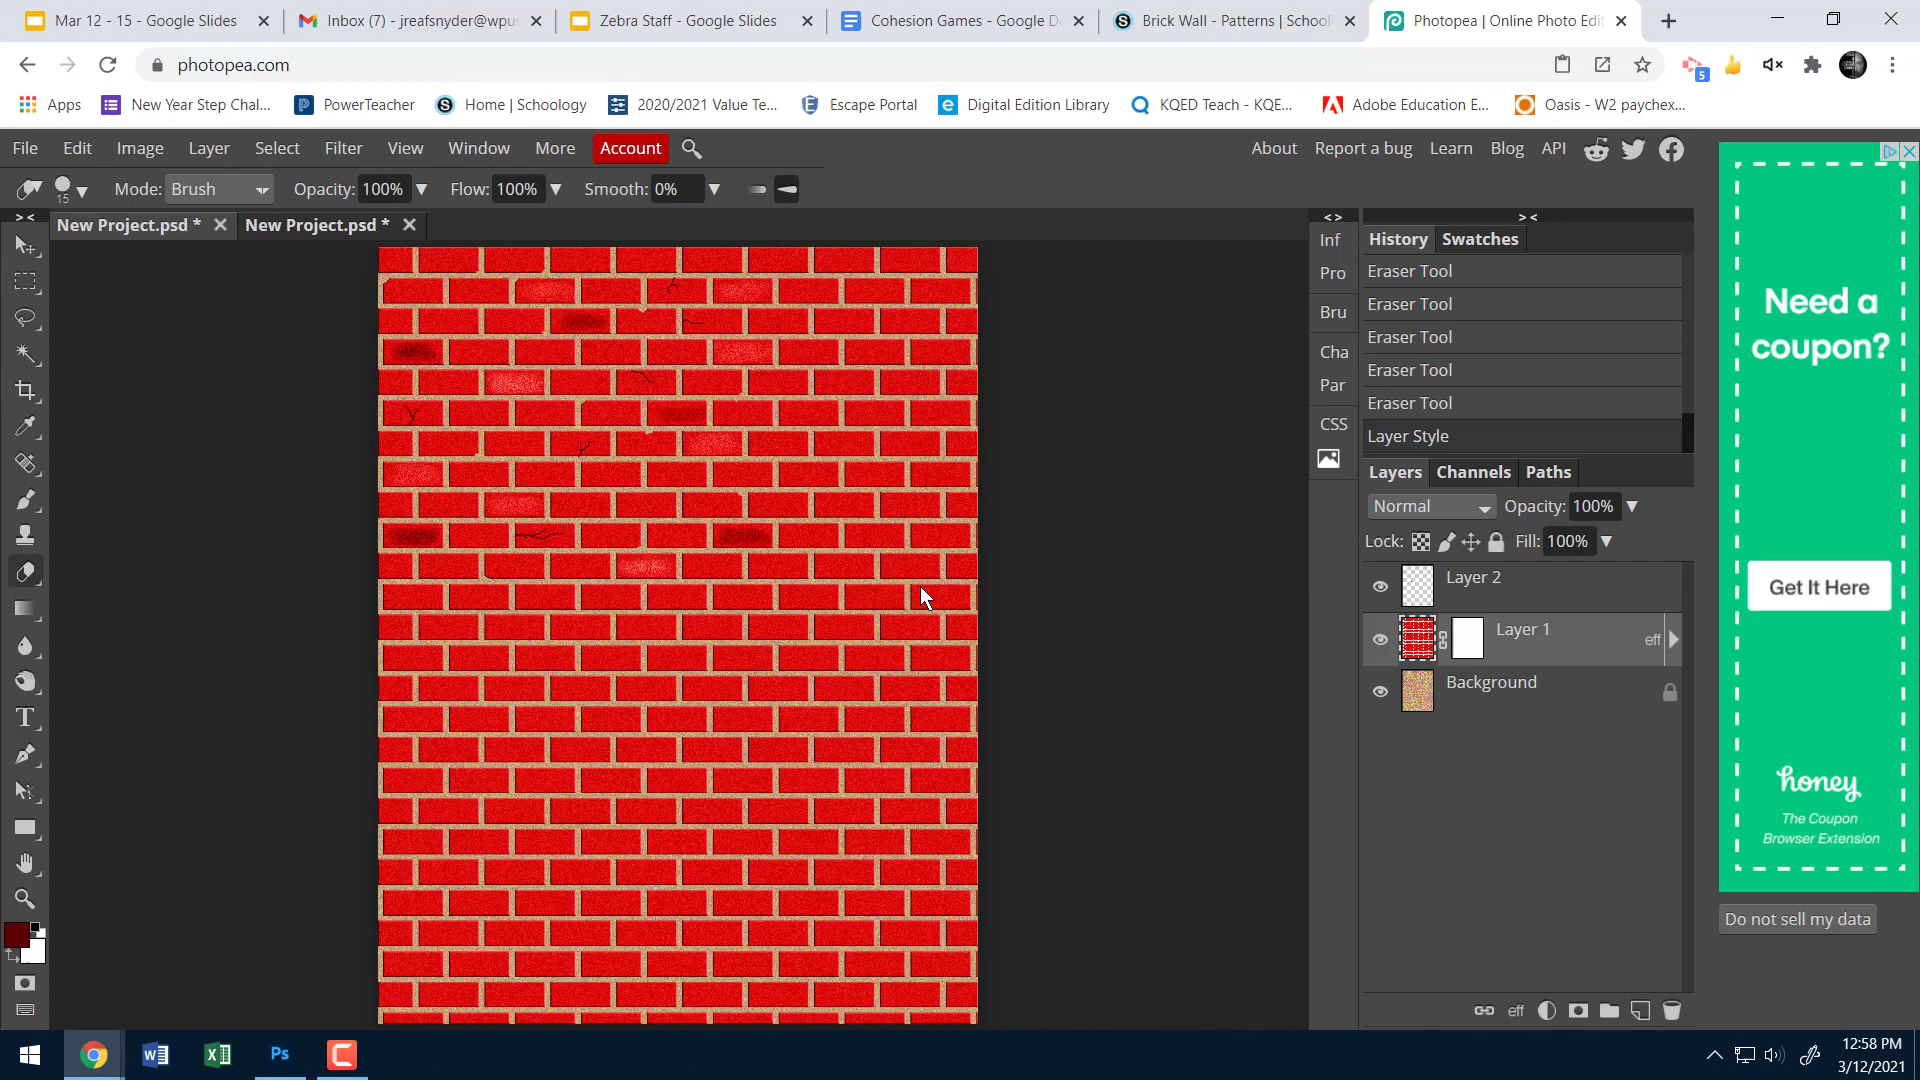 Mar 12 - 15 - Google Slides
Inbox (7) - jreafsnyder@wpu
Zebra Staff - Google Slides
Cohesion Games - Google D
Brick Wall - Patterns | School
Photopea | Online Photo Edit
photopea.com
5
Apps
New Year Step Chal...
PowerTeacher
Home | Schoology
2020/2021 Value Te...
Escape Portal
Digital Edition Library
KQED Teach - KQE...
Adobe Education E...
Oasis - W2 paychex...
File Edit Image Layer Select Filter View Window More Account
About Report a bug Learn Blog API
15
Mode: Brush
Opacity: 100%
Flow: 100%
Smooth: 0%
New Project.psd *
New Project.psd *
Inf
Pro
Bru
Cha
Par
CSS
History Swatches
Eraser Tool
Eraser Tool
Eraser Tool
Eraser Tool
Eraser Tool
Layer Style
Layers Channels Paths
Normal Opacity: 100%
Lock: Fill: 100%
Layer 2
Layer 1 eff
Background
eff
Need a
coupon?
Get It Here
honey
The Coupon
Browser Extension
Do not sell my data
W
X
Ps
12:58 PM
3/12/2021